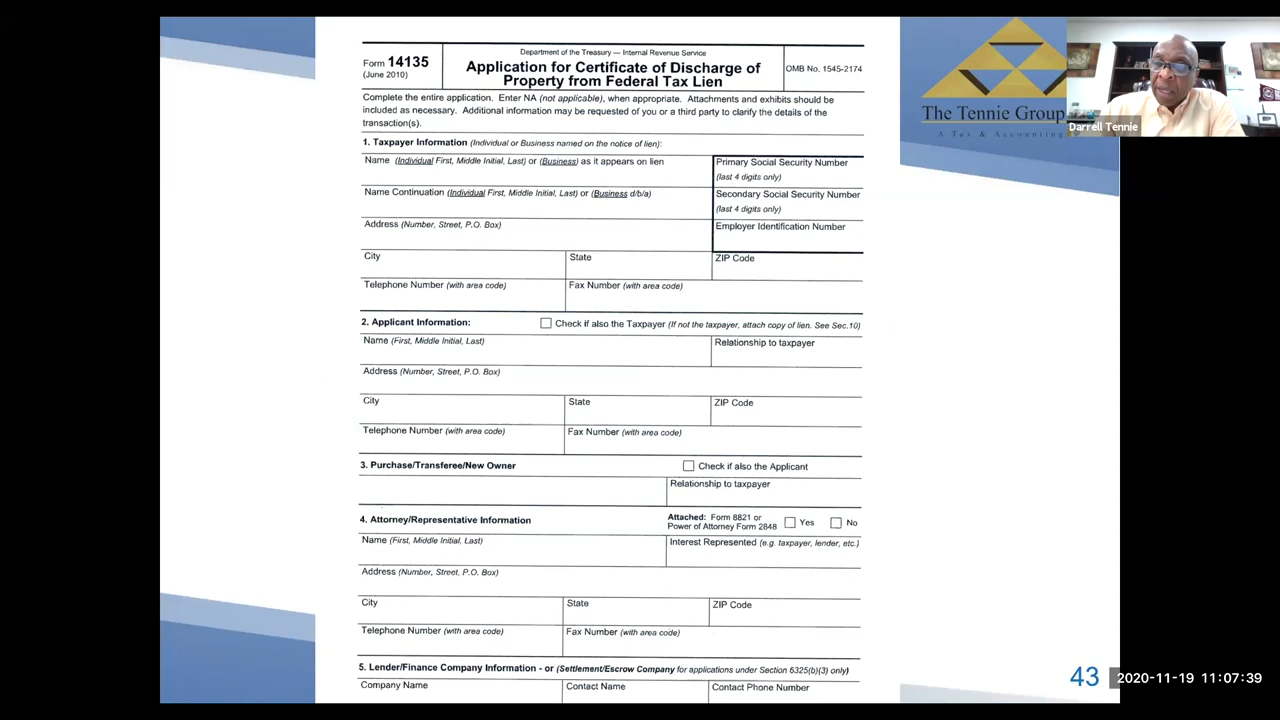 Form 14135
(June 2010)
Department of the Treasury — Internal Revenue Service
Application for Certificate of Discharge of
Property from Federal Tax Lien
OMB No. 1545-2174
Complete the entire application. Enter NA (not applicable), when appropriate. Attachments and exhibits should be
included as necessary. Additional information may be requested of you or a third party to clarify the details of the
transaction(s).
1. Taxpayer Information (Individual or Business named on the notice of lien):
Name (Individual First, Middle Initial, Last) or (Business) as it appears on lien
Primary Social Security Number
(last 4 digits only)
Name Continuation (Individual First, Middle Initial, Last) or (Business d/b/a)
Secondary Social Security Number
(last 4 digits only)
Address (Number, Street, P.O. Box)
Employer Identification Number
City
State
ZIP Code
Telephone Number (with area code)
Fax Number (with area code)
2. Applicant Information:
Check if also the Taxpayer (If not the taxpayer, attach copy of lien. See Sec.10)
Name (First, Middle Initial, Last)
Relationship to taxpayer
Address (Number, Street, P.O. Box)
City
State
ZIP Code
Telephone Number (with area code)
Fax Number (with area code)
3. Purchase/Transferee/New Owner
Check if also the Applicant
Relationship to taxpayer
4. Attorney/Representative Information
Attached: Form 8821 or
Power of Attorney Form 2848
Yes
No
Name (First, Middle Initial, Last)
Interest Represented (e.g. taxpayer, lender, etc.)
Address (Number, Street, P.O. Box)
City
State
ZIP Code
Telephone Number (with area code)
Fax Number (with area code)
5. Lender/Finance Company Information - or (Settlement/Escrow Company for applications under Section 6325(b)(3) only)
Company Name
Contact Name
Contact Phone Number
The Tennie Group
A Tax & Accounting
Darrell Tennie
43
2020-11-19 11:07:39